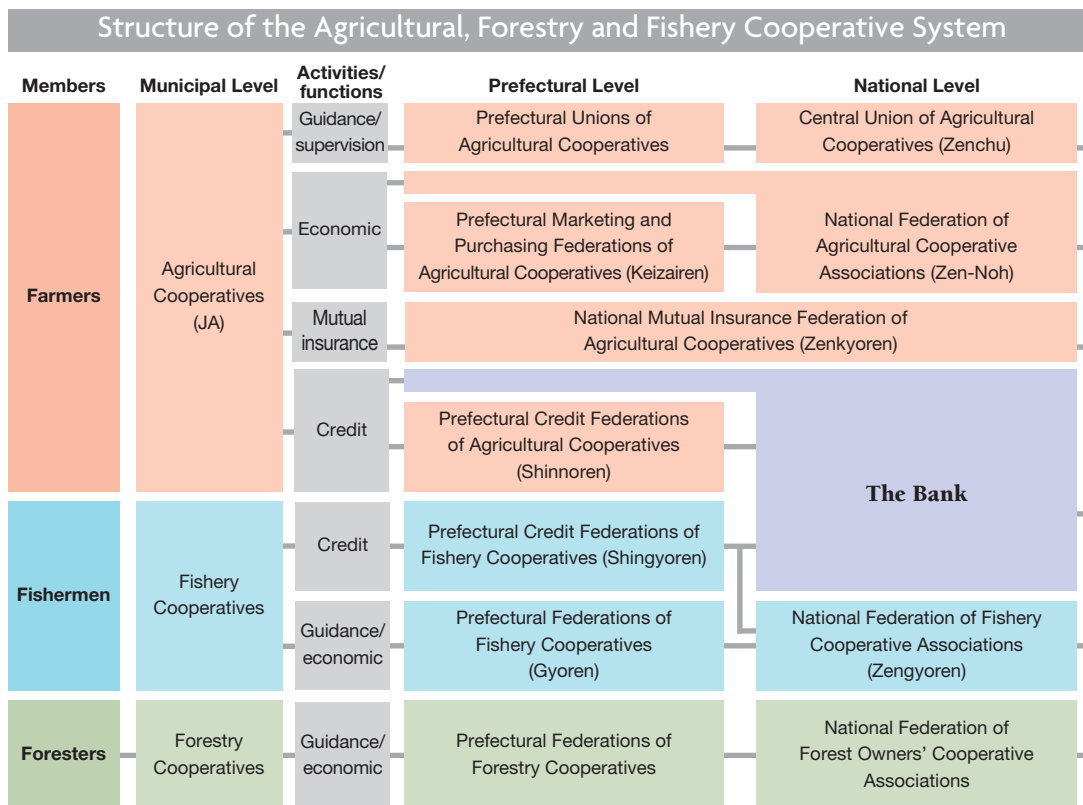 Structure of the Agricultural, Forestry and Fishery Cooperative System
Members
Municipal Level
Activities/
functions
Prefectural Level
National Level
Farmers
Agricultural
Cooperatives
(JA)
Guidance/
supervision
Prefectural Unions of
Agricultural Cooperatives
Central Union of Agricultural
Cooperatives (Zenchu)
Economic
Prefectural Marketing and
Purchasing Federations of
Agricultural Cooperatives (Keizairen)
National Federation of
Agricultural Cooperative
Associations (Zen-Noh)
Mutual
insurance
National Mutual Insurance Federation of
Agricultural Cooperatives (Zenkyoren)
Credit
Prefectural Credit Federations
of Agricultural Cooperatives
(Shinnoren)
The Bank
Fishermen
Fishery
Cooperatives
Credit
Prefectural Credit Federations of
Fishery Cooperatives (Shingyoren)
Guidance/
economic
Prefectural Federations of
Fishery Cooperatives
(Gyoren)
National Federation of Fishery
Cooperative Associations
(Zengyoren)
Foresters
Forestry
Cooperatives
Guidance/
economic
Prefectural Federations of
Forestry Cooperatives
National Federation of
Forest Owners’ Cooperative
Associations